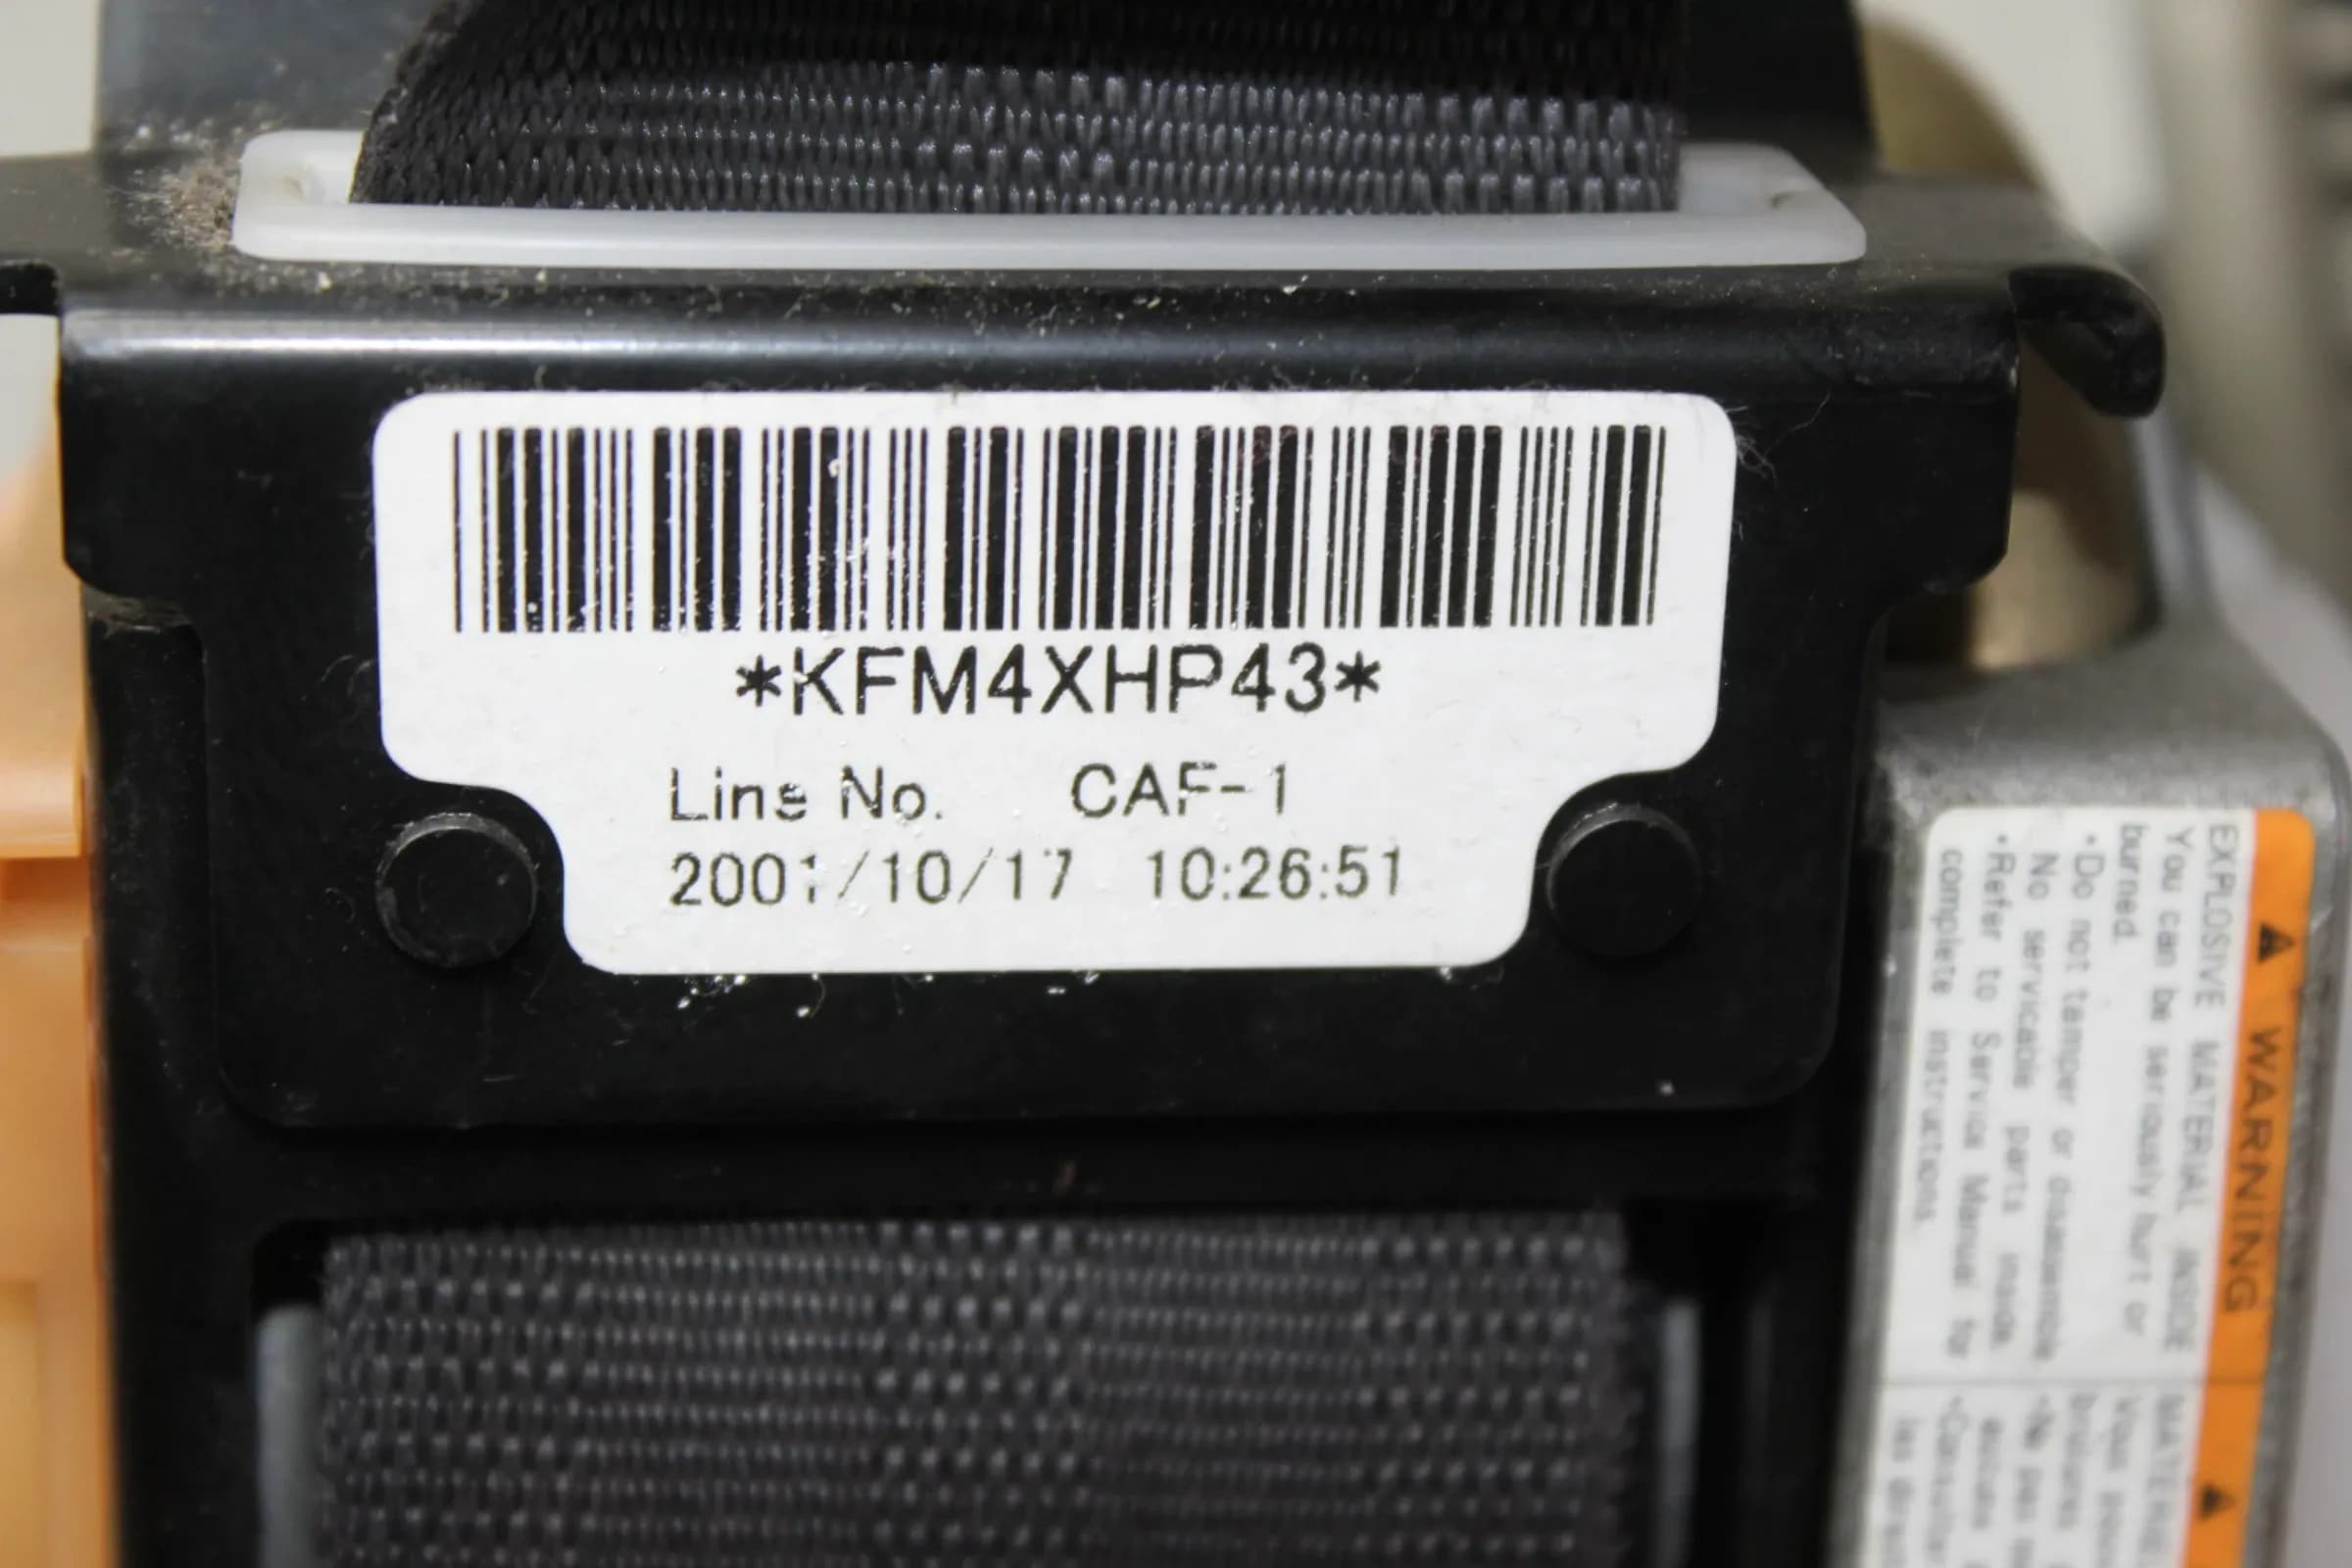 *KFM4XHP43*
Line No. CAF-1
2001/10/17 10:26:51
▲ WARNING
EXPLOSIVE MATERIAL INSIDE
You can be seriously hurt or
burned.
•Do not tamper or disassemble
No servicable parts inside.
•Refer to Service Manual for
complete instructions.
▲